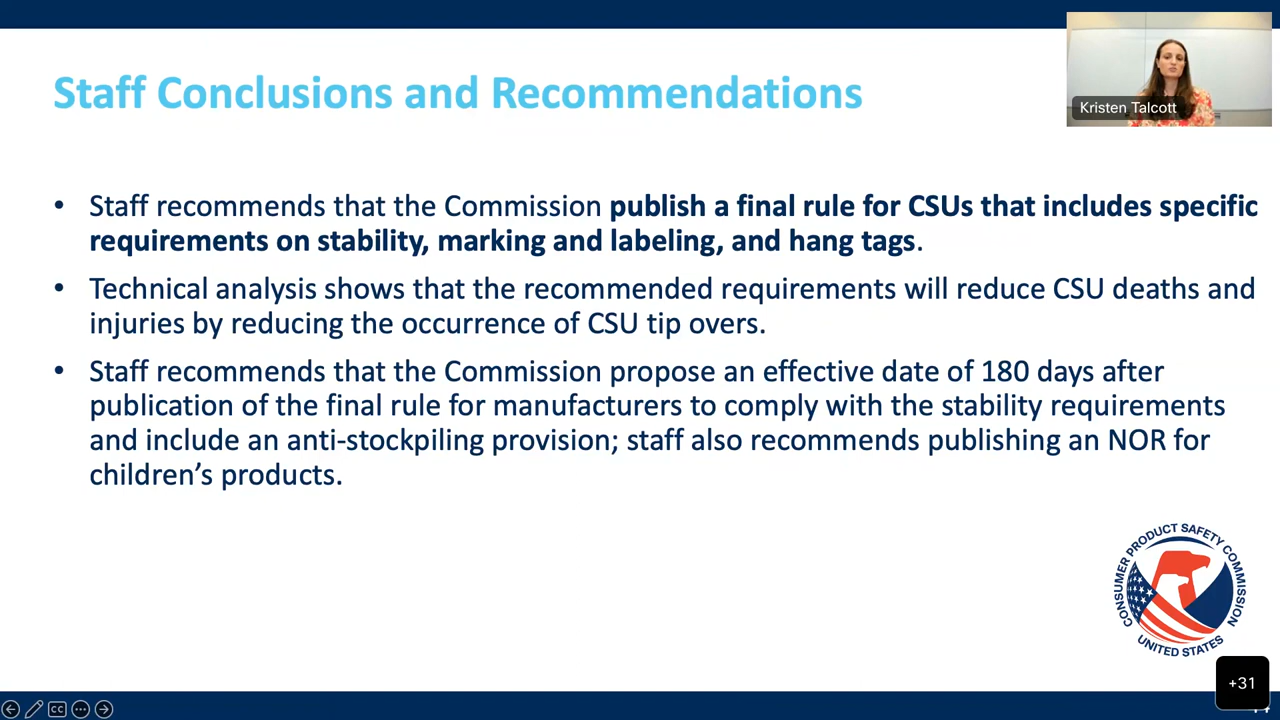 Staff Conclusions and Recommendations
Kristen Talcott
• Staff recommends that the Commission publish a final rule for CSUs that includes specific
requirements on stability, marking and labeling, and hang tags.
• Technical analysis shows that the recommended requirements will reduce CSU deaths and
injuries by reducing the occurrence of CSU tip overs.
• Staff recommends that the Commission propose an effective date of 180 days after
publication of the final rule for manufacturers to comply with the stability requirements
and include an anti-stockpiling provision; staff also recommends publishing an NOR for
children’s products.
CONSUMER PRODUCT SAFETY COMMISSION
UNITED STATES
+31
CC